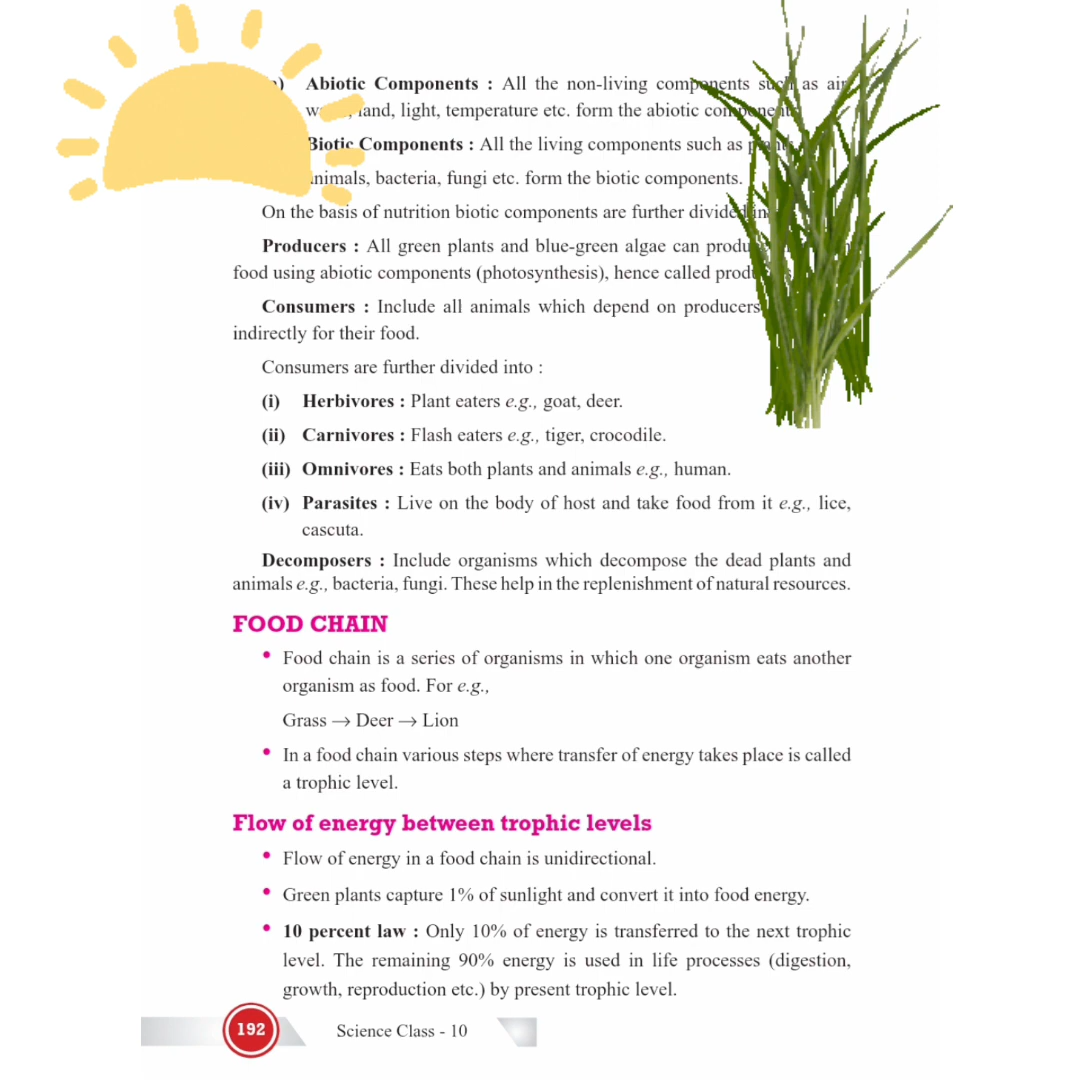 Abiotic Components : All the non-living components such as air,
land, light, temperature etc. form the abiotic components.
Biotic Components : All the living components such as plants,
animals, bacteria, fungi etc. form the biotic components.
On the basis of nutrition biotic components are further divided
Producers : All green plants and blue-green algae can
food using abiotic components (photosynthesis), hence called
Consumers : Include all animals which depend on producers
indirectly for their food.
Consumers are further divided into :
(i) Herbivores : Plant eaters e.g., goat, deer.
(ii) Carnivores : Flash eaters e.g., tiger, crocodile.
(iii) Omnivores : Eats both plants and animals e.g., human.
(iv) Parasites : Live on the body of host and take food from it e.g., lice,
cascuta.
Decomposers : Include organisms which decompose the dead plants and
animals e.g., bacteria, fungi. These help in the replenishment of natural resources.
FOOD CHAIN
• Food chain is a series of organisms in which one organism eats another
organism as food. For e.g.,
Grass → Deer → Lion
• In a food chain various steps where transfer of energy takes place is called
a trophic level.
Flow of energy between trophic levels
• Flow of energy in a food chain is unidirectional.
• Green plants capture 1% of sunlight and convert it into food energy.
• 10 percent law : Only 10% of energy is transferred to the next trophic
level. The remaining 90% energy is used in life processes (digestion,
growth, reproduction etc.) by present trophic level.
192 Science Class - 10